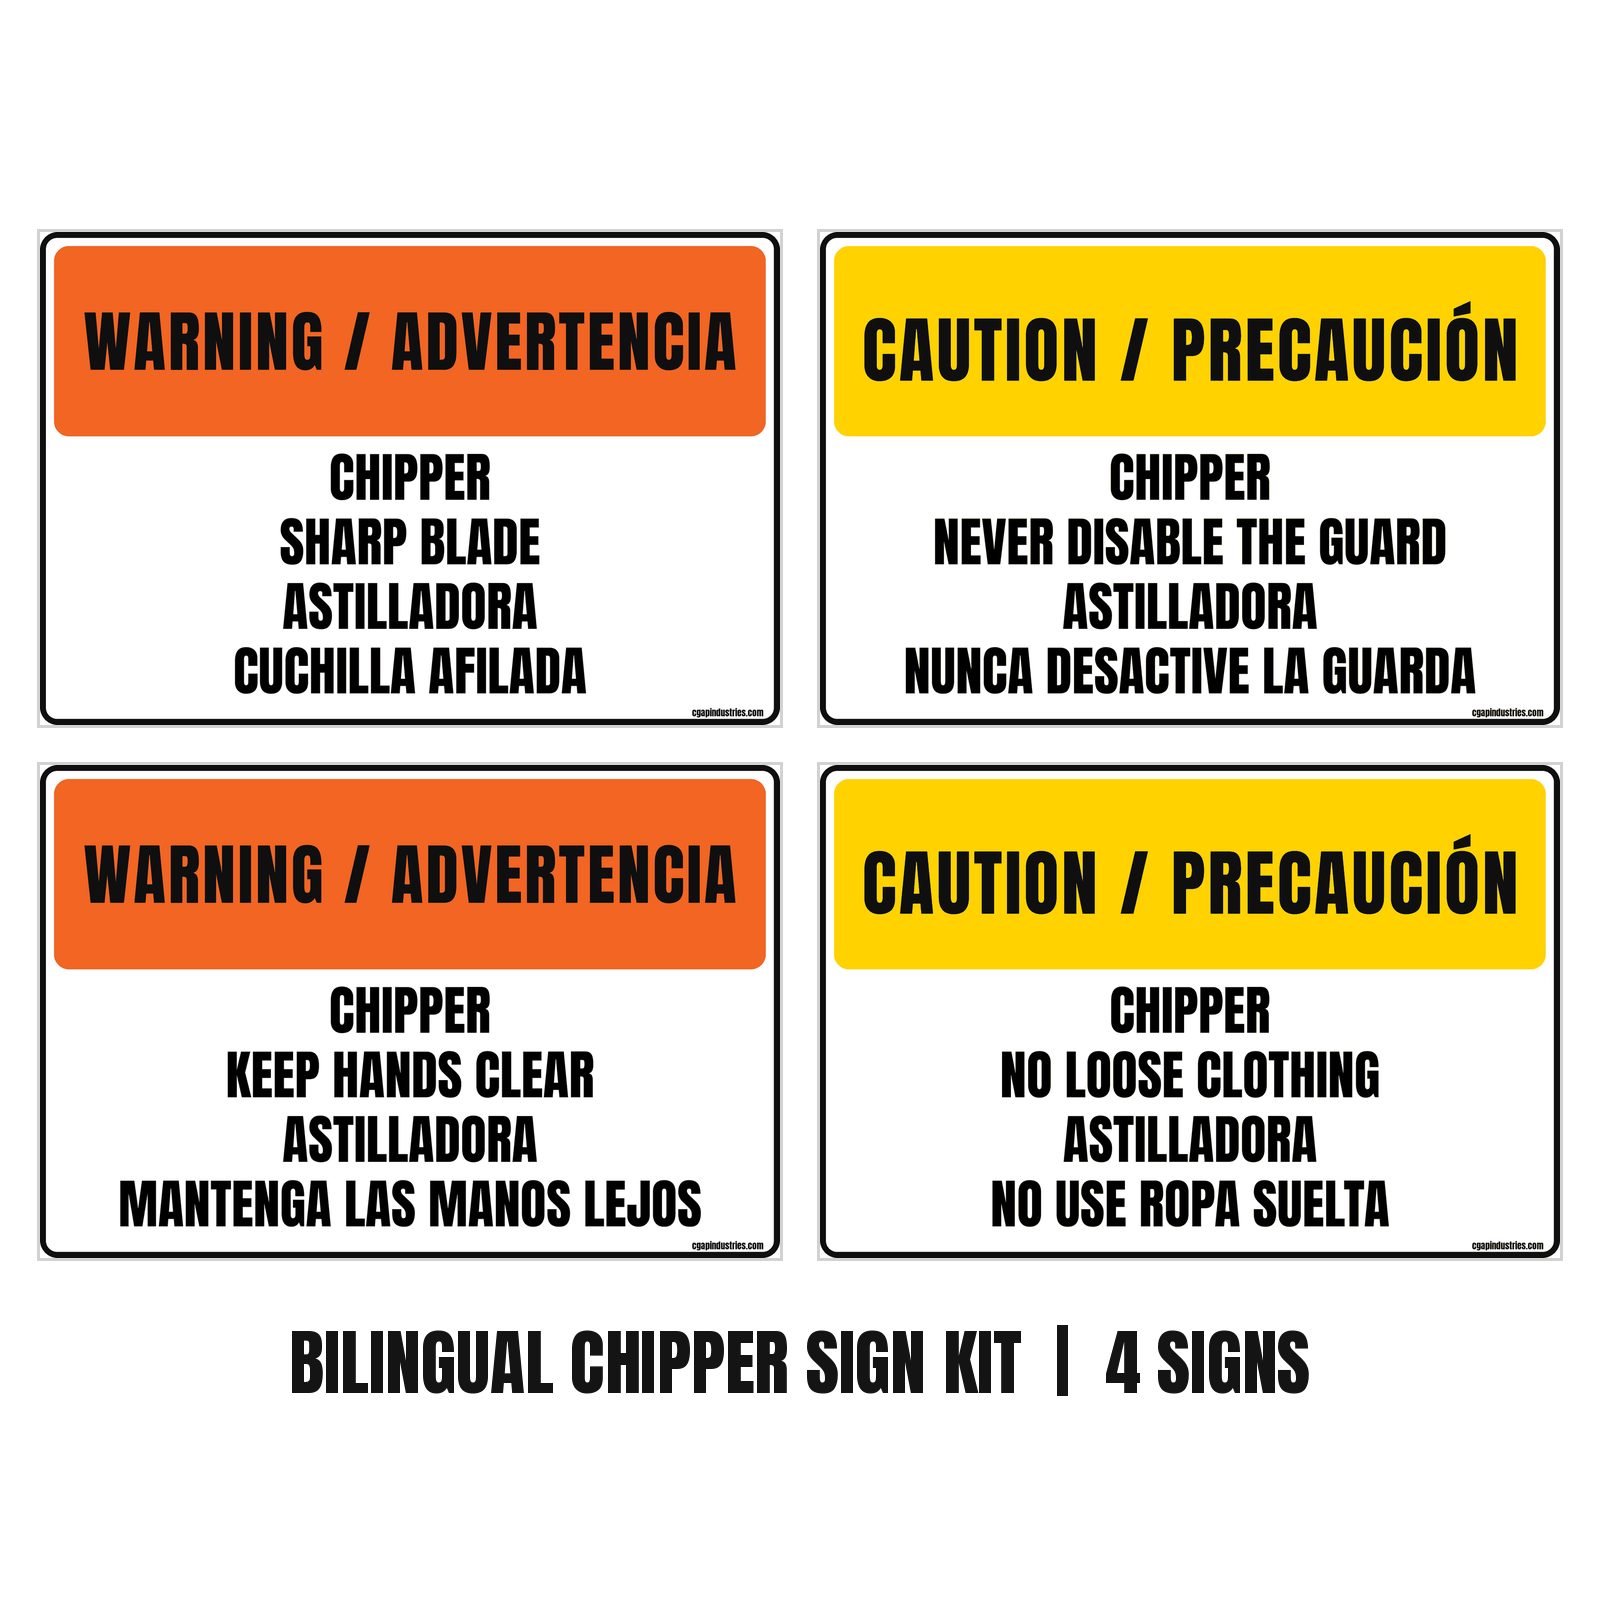 WARNING / ADVERTENCIA
CHIPPER
SHARP BLADE
ASTILLADORA
CUCHILLA AFILADA
cgapindustries.com
CAUTION / PRECAUCIÓN
CHIPPER
NEVER DISABLE THE GUARD
ASTILLADORA
NUNCA DESACTIVE LA GUARDA
cgapindustries.com
WARNING / ADVERTENCIA
CHIPPER
KEEP HANDS CLEAR
ASTILLADORA
MANTENGA LAS MANOS LEJOS
cgapindustries.com
CAUTION / PRECAUCIÓN
CHIPPER
NO LOOSE CLOTHING
ASTILLADORA
NO USE ROPA SUELTA
cgapindustries.com
BILINGUAL CHIPPER SIGN KIT | 4 SIGNS